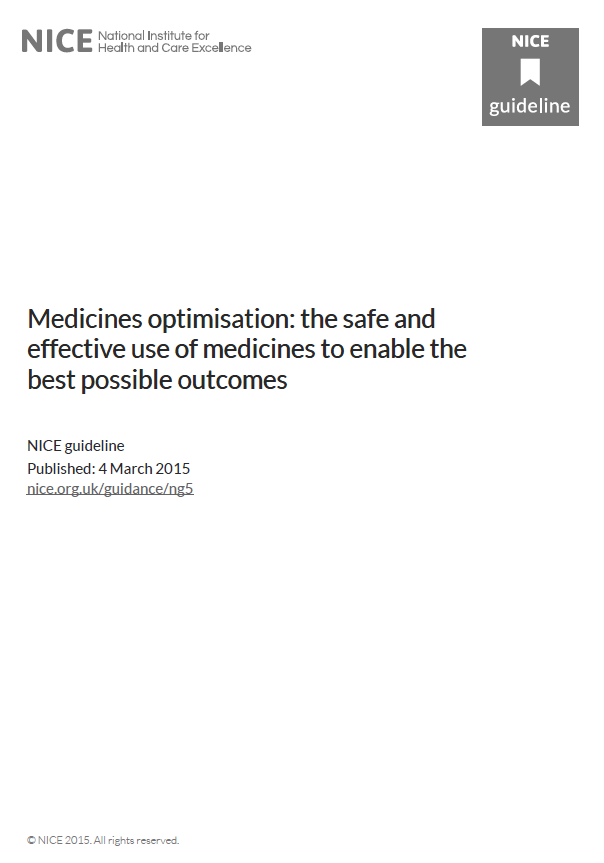 NICE National Institute for
Health and Care Excellence
NICE
guideline
Medicines optimisation: the safe and
effective use of medicines to enable the
best possible outcomes
NICE guideline
Published: 4 March 2015
nice.org.uk/guidance/ng5
© NICE 2015. All rights reserved.